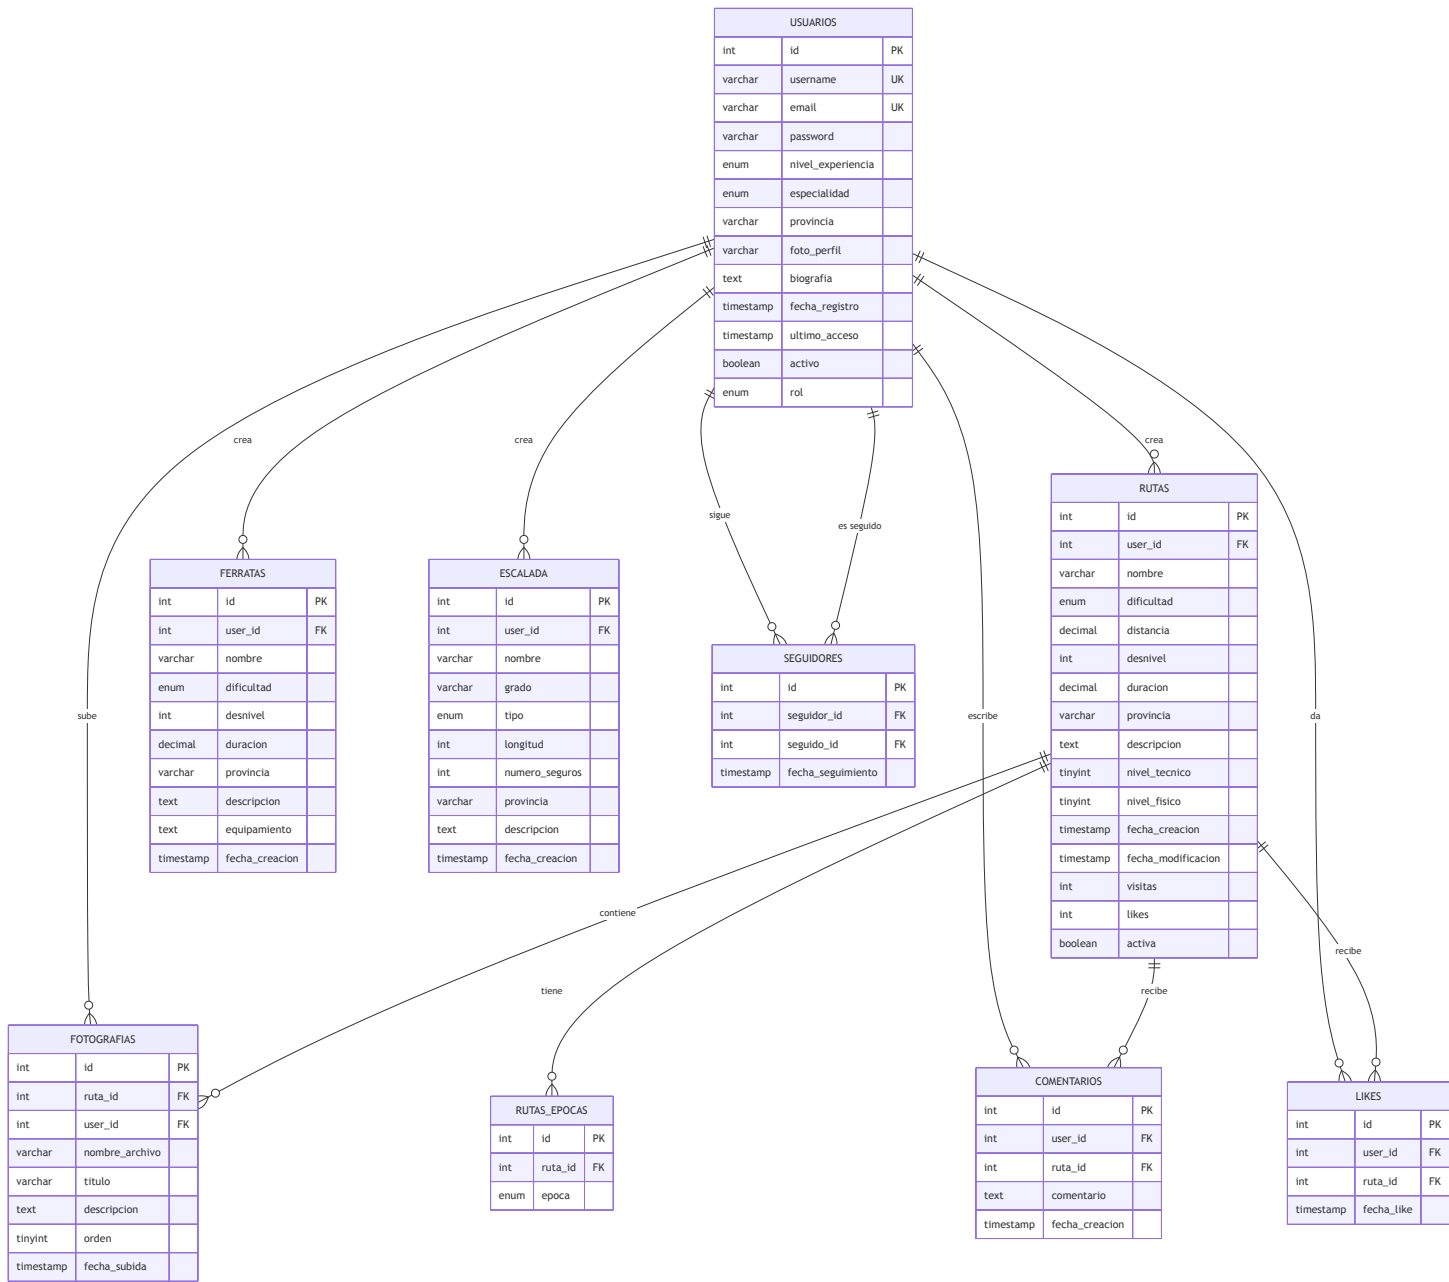 USUARIOS
int id PK
varchar username UK
varchar email UK
varchar password
enum nivel_experiencia
enum especialidad
varchar provincia
varchar foto_perfil
text biografia
timestamp fecha_registro
timestamp ultimo_acceso
boolean activo
enum rol
crea
crea
crea
sigue
es seguido
sube
escribe
da
FERRATAS
int id PK
int user_id FK
varchar nombre
enum dificultad
int desnivel
decimal duracion
varchar provincia
text descripcion
text equipamiento
timestamp fecha_creacion
ESCALADA
int id PK
int user_id FK
varchar nombre
varchar grado
enum tipo
int longitud
int numero_seguros
varchar provincia
text descripcion
timestamp fecha_creacion
SEGUIDORES
int id PK
int seguidor_id FK
int seguido_id FK
timestamp fecha_seguimiento
RUTAS
int id PK
int user_id FK
varchar nombre
enum dificultad
decimal distancia
int desnivel
decimal duracion
varchar provincia
text descripcion
tinyint nivel_tecnico
tinyint nivel_fisico
timestamp fecha_creacion
timestamp fecha_modificacion
int visitas
int likes
boolean activa
contiene
tiene
recibe
recibe
FOTOGRAFIAS
int id PK
int ruta_id FK
int user_id FK
varchar nombre_archivo
varchar titulo
text descripcion
tinyint orden
timestamp fecha_subida
RUTAS_EPOCAS
int id PK
int ruta_id FK
enum epoca
COMENTARIOS
int id PK
int user_id FK
int ruta_id FK
text comentario
timestamp fecha_creacion
LIKES
int id PK
int user_id FK
int ruta_id FK
timestamp fecha_like